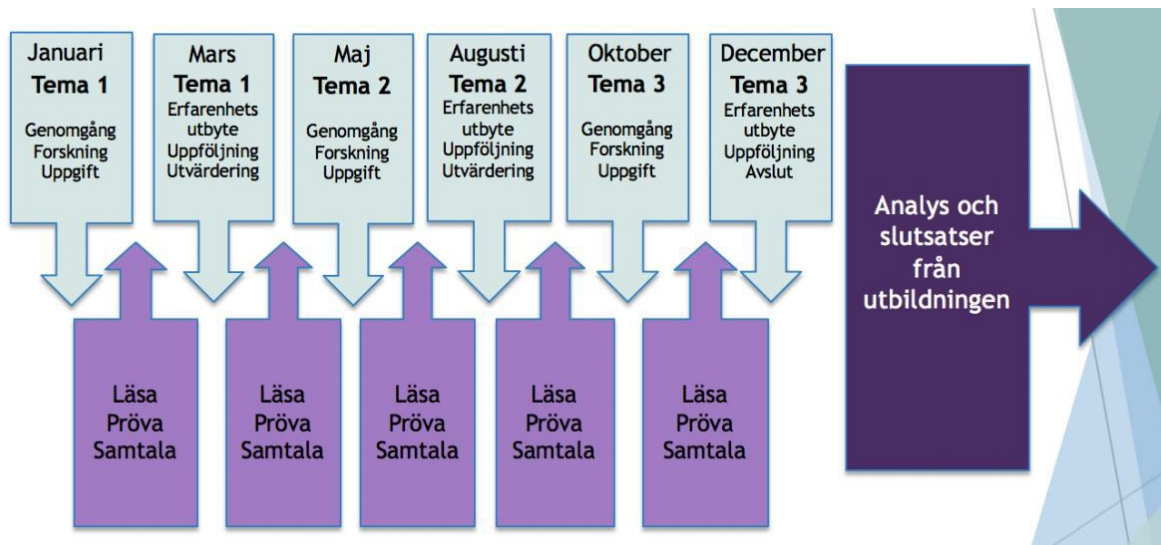 Januari
Tema 1
Genomgång
Forskning
Uppgift
Mars
Tema 1
Erfarenhets
utbyte
Uppföljning
Utvärdering
Maj
Tema 2
Genomgång
Forskning
Uppgift
Augusti
Tema 2
Erfarenhets
utbyte
Uppföljning
Utvärdering
Oktober
Tema 3
Genomgång
Forskning
Uppgift
December
Tema 3
Erfarenhets
utbyte
Uppföljning
Avslut
Analys och
slutsatser
från
utbildningen
Läsa
Pröva
Samtala
Läsa
Pröva
Samtala
Läsa
Pröva
Samtala
Läsa
Pröva
Samtala
Läsa
Pröva
Samtala